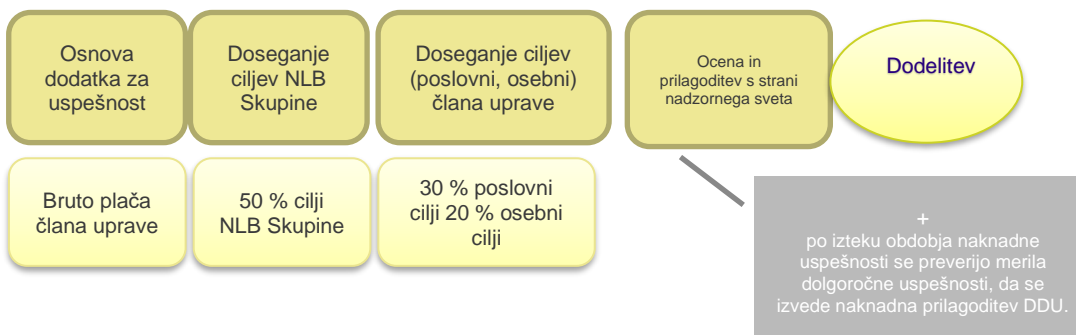 Osnova
dodatka za
uspešnost
Doseganje
ciljev NLB
Skupine
Doseganje ciljev
(poslovni, osebni)
člana uprave
Ocena in
prilagoditev s strani
nadzornega sveta
Dodelitev
Bruto plača
člana uprave
50 % cilji
NLB Skupine
30 % poslovni
cilji 20 % osebni
cilji
+
po izteku obdobja naknadne
uspešnosti se preverijo merila
dolgoročne uspešnosti, da se
izvede naknadna prilagoditev DDU.